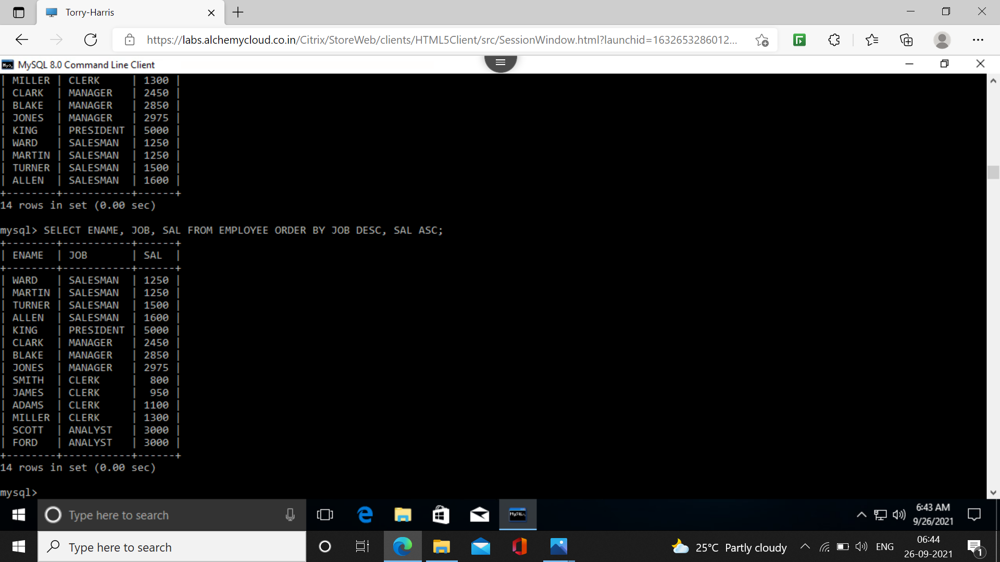 Torry-Harris
https://labs.alchemycloud.co.in/Citrix/StoreWeb/clients/HTML5Client/src/SessionWindow.html?launchid=1632653286012...
MySQL 8.0 Command Line Client
| MILLER | CLERK     | 1300 |
| CLARK  | MANAGER   | 2450 |
| BLAKE  | MANAGER   | 2850 |
| JONES  | MANAGER   | 2975 |
| KING   | PRESIDENT | 5000 |
| WARD   | SALESMAN  | 1250 |
| MARTIN | SALESMAN  | 1250 |
| TURNER | SALESMAN  | 1500 |
| ALLEN  | SALESMAN  | 1600 |
+--------+-----------+------+
14 rows in set (0.00 sec)
mysql> SELECT ENAME, JOB, SAL FROM EMPLOYEE ORDER BY JOB DESC, SAL ASC;
+--------+-----------+------+
| ENAME  | JOB       | SAL  |
+--------+-----------+------+
| WARD   | SALESMAN  | 1250 |
| MARTIN | SALESMAN  | 1250 |
| TURNER | SALESMAN  | 1500 |
| ALLEN  | SALESMAN  | 1600 |
| KING   | PRESIDENT | 5000 |
| CLARK  | MANAGER   | 2450 |
| BLAKE  | MANAGER   | 2850 |
| JONES  | MANAGER   | 2975 |
| SMITH  | CLERK     |  800 |
| JAMES  | CLERK     |  950 |
| ADAMS  | CLERK     | 1100 |
| MILLER | CLERK     | 1300 |
| SCOTT  | ANALYST   | 3000 |
| FORD   | ANALYST   | 3000 |
+--------+-----------+------+
14 rows in set (0.00 sec)
mysql>
Type here to search
6:43 AM
9/26/2021
Type here to search
25°C Partly cloudy
ENG
06:44
26-09-2021
1